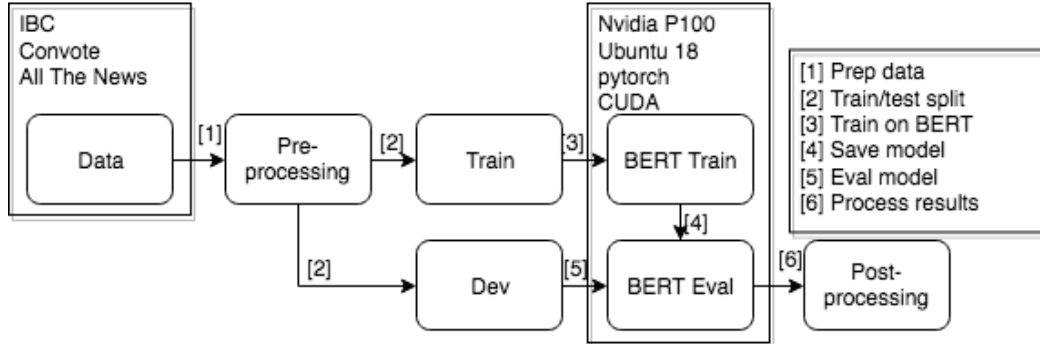 IBC
Convote
All The News
Data
[1]
Pre-
processing
[2]
Train
[3]
Nvidia P100
Ubuntu 18
pytorch
CUDA
BERT Train
[4]
[2]
Dev
[5]
BERT Eval
[6]
Post-
processing
[1] Prep data
[2] Train/test split
[3] Train on BERT
[4] Save model
[5] Eval model
[6] Process results